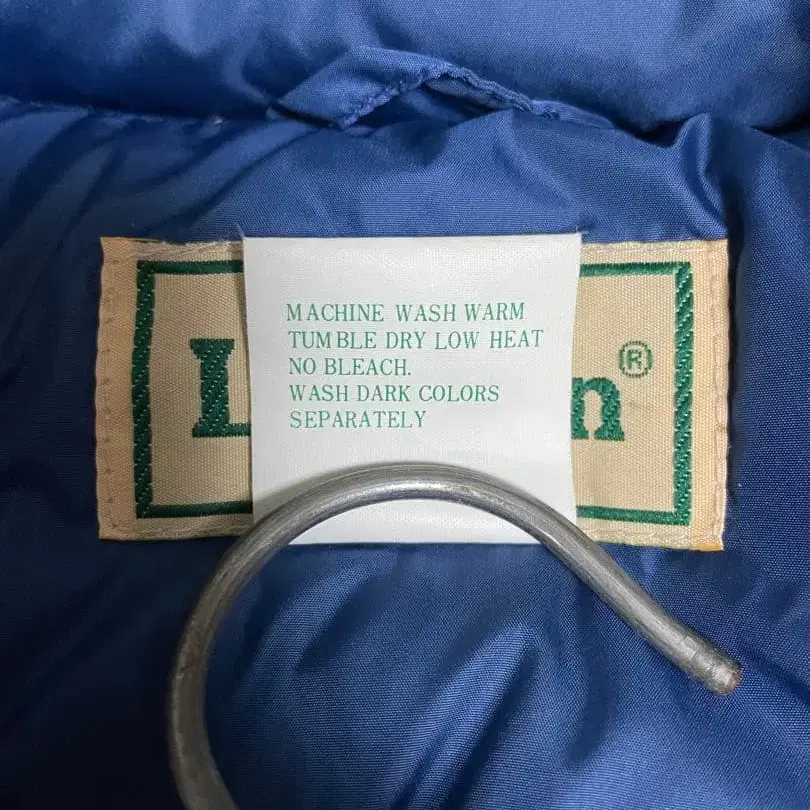 MACHINE WASH WARM
TUMBLE DRY LOW HEAT
NO BLEACH.
WASH DARK COLORS
SEPARATELY
L n®